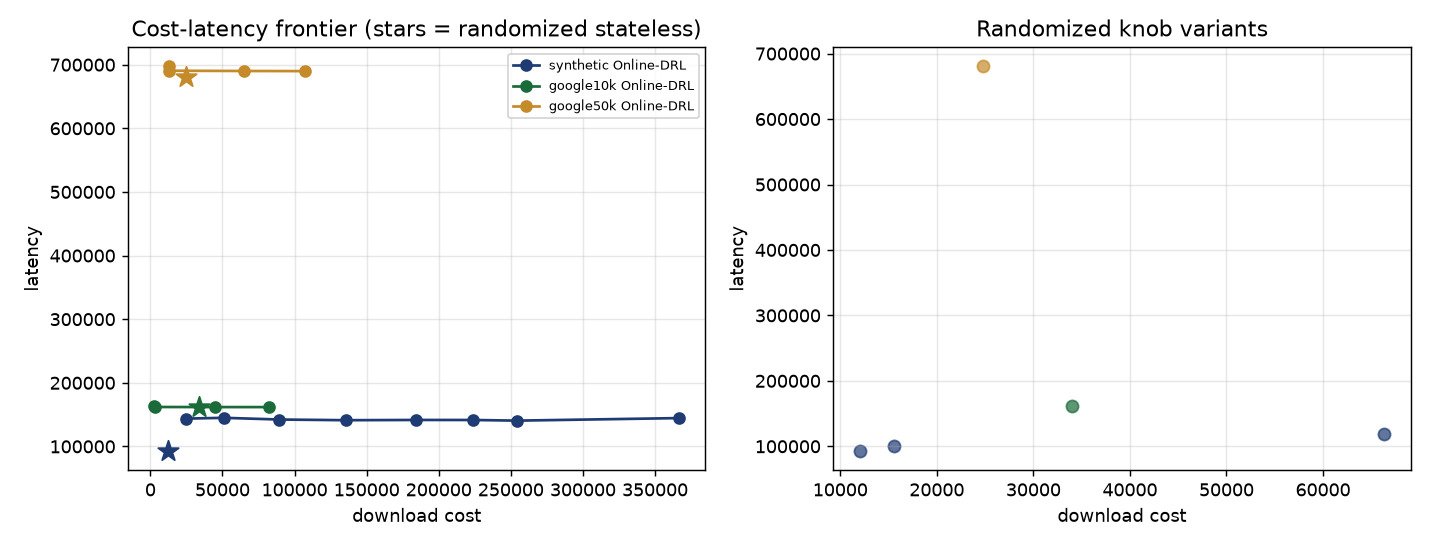 Cost-latency frontier (stars = randomized stateless)
700000
600000
500000
400000
300000
200000
100000
latency
synthetic Online-DRL
google10k Online-DRL
google50k Online-DRL
0 50000 100000 150000 200000 250000 300000 350000
download cost
Randomized knob variants
700000
600000
500000
400000
300000
200000
100000
latency
10000 20000 30000 40000 50000 60000
download cost